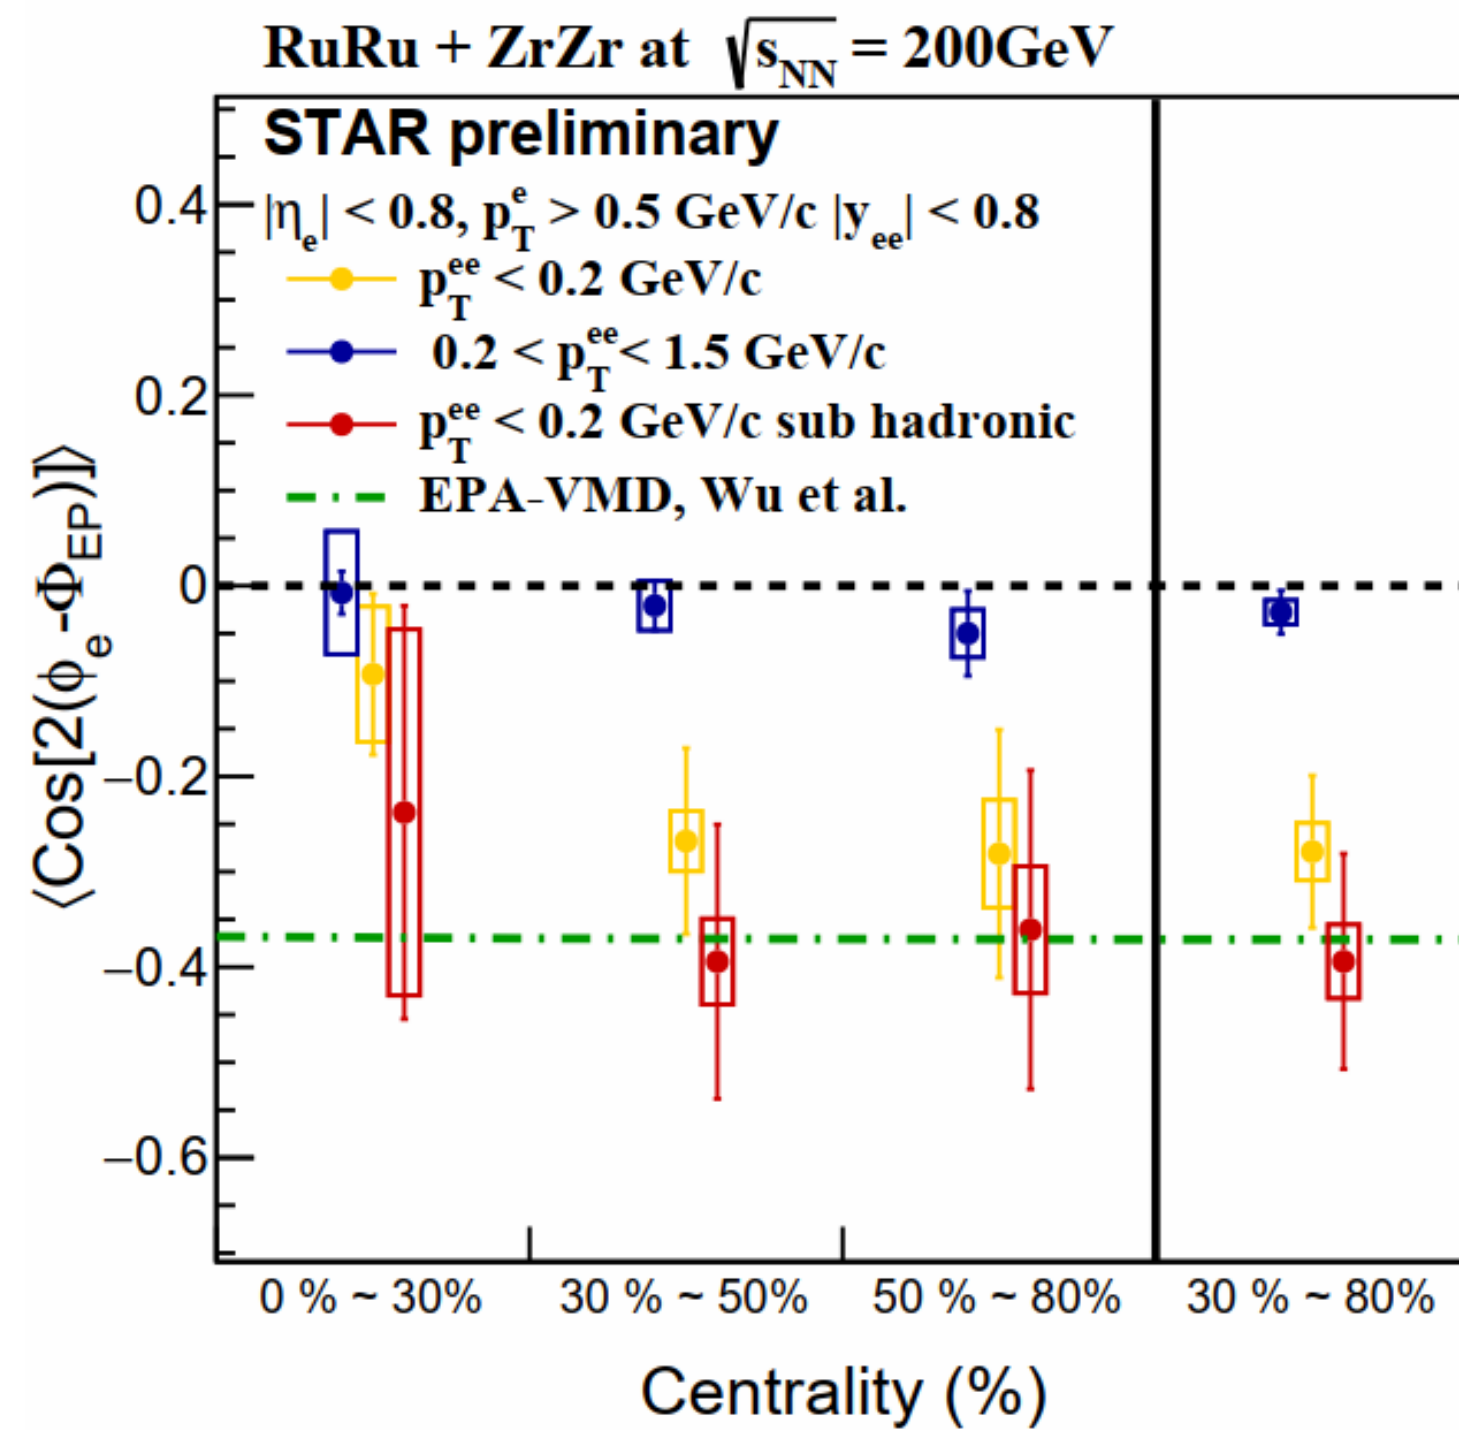 RuRu + ZrZr at √s_NN = 200GeV
STAR preliminary
|η_e| < 0.8, p_T^e > 0.5 GeV/c |y_ee| < 0.8
p_T^ee < 0.2 GeV/c
0.2 < p_T^ee < 1.5 GeV/c
p_T^ee < 0.2 GeV/c sub hadronic
EPA-VMD, Wu et al.
⟨Cos[2(ϕ_e -Φ_EP)]⟩
0.4
0.2
0
−0.2
−0.4
−0.6
0 % ~ 30% 30 % ~ 50% 50 % ~ 80% 30 % ~ 80%
Centrality (%)